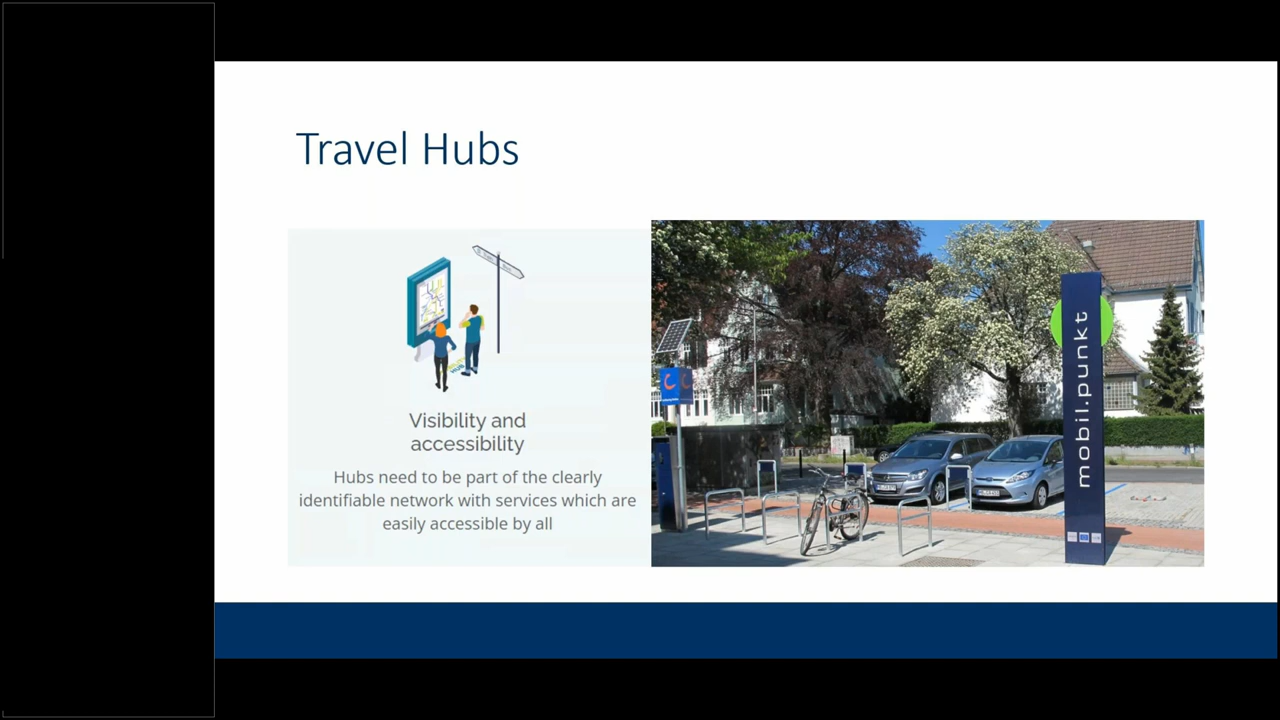 Travel Hubs
Visibility and
accessibility
Hubs need to be part of the clearly
identifiable network with services which are
easily accessible by all
mobil.punkt